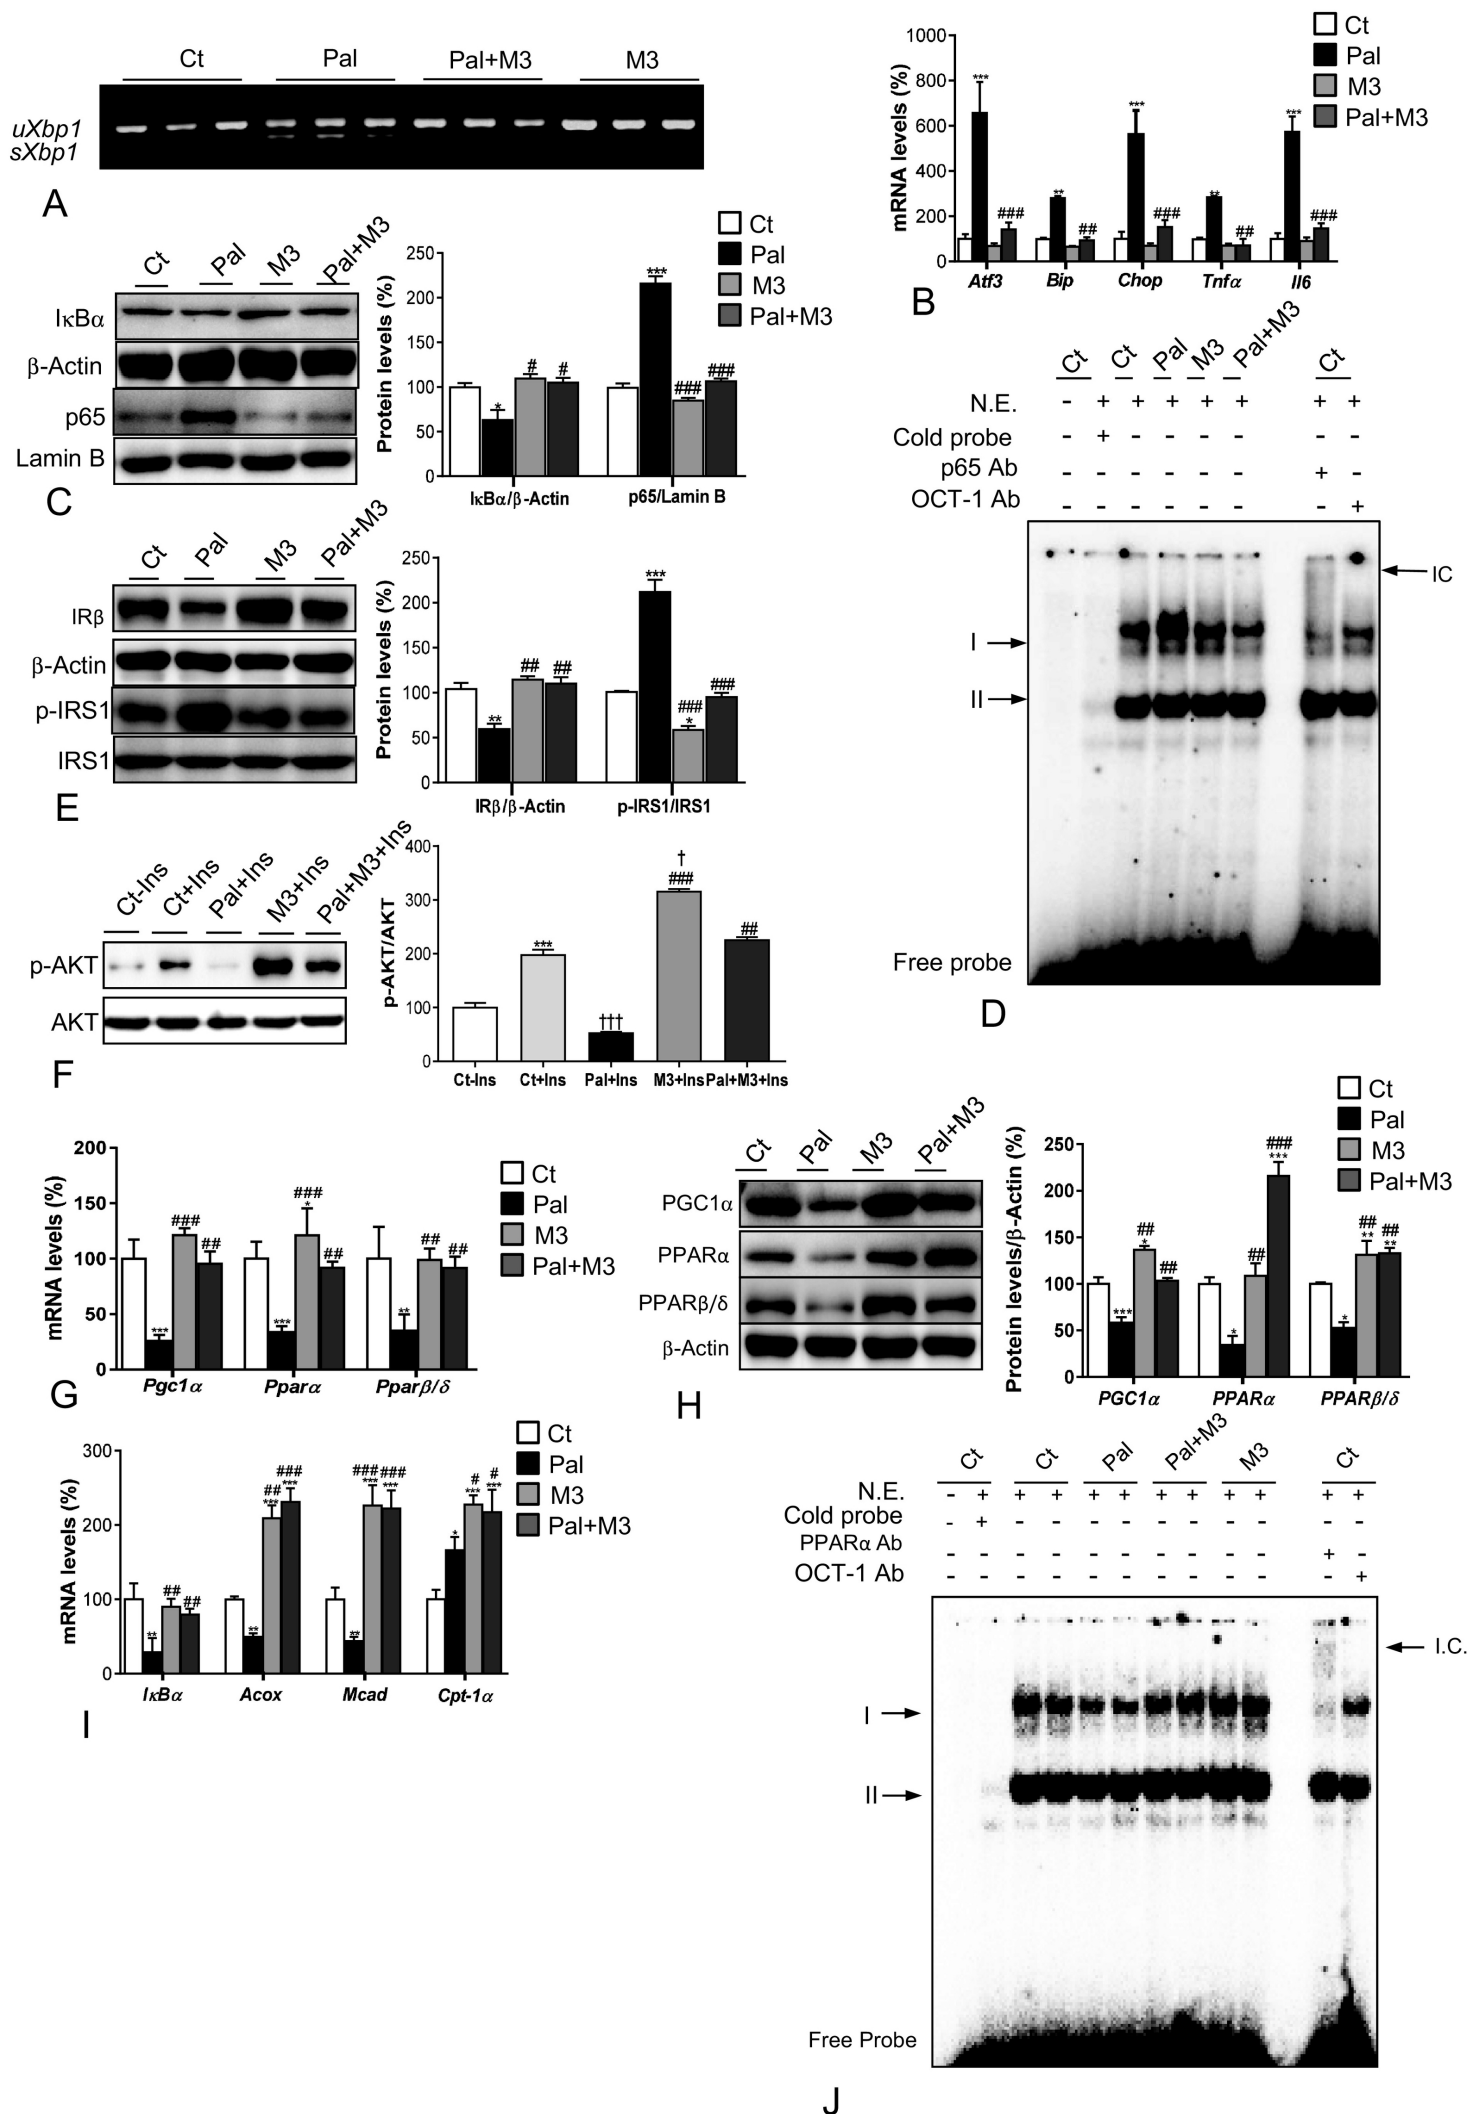 Ct Pal Pal+M3 M3
uXbp1
sXbp1
A
mRNA levels (%)
1000
800
600
400
200
0
*** ### ** ## *** ### ** ## *** ###
Atf3 Bip Chop Tnfα Il6
Ct
Pal
M3
Pal+M3
B
Ct Pal M3 Pal+M3
IκBα
β-Actin
p65
Lamin B
C
Protein levels (%)
250
200
150
100
50
0
* # # *** ### ###
IκBα/β-Actin p65/Lamin B
Ct
Pal
M3
Pal+M3
Ct Ct Pal M3 Pal+M3 Ct
N.E. - + + + + + + +
Cold probe - + - - - - - -
p65 Ab - - - - - - + -
OCT-1 Ab - - - - - - - +
IC
I
II
Free probe
D
Ct Pal M3 Pal+M3
IRβ
β-Actin
p-IRS1
IRS1
E
Protein levels (%)
250
200
150
100
50
0
** ## ## *** ### * ###
IRβ/β-Actin p-IRS1/IRS1
Ct-Ins Ct+Ins Pal+Ins M3+Ins Pal+M3+Ins
p-AKT
AKT
F
p-AKT/AKT
400
300
200
100
0
*** ††† † ### ##
Ct-Ins Ct+Ins Pal+Ins M3+Ins Pal+M3+Ins
mRNA levels (%)
200
150
100
50
0
*** ### ## *** ### * ## ** ## ##
Pgc1α Pparα Pparβ/δ
Ct
Pal
M3
Pal+M3
G
Ct Pal M3 Pal+M3
PGC1α
PPARα
PPARβ/δ
β-Actin
H
Protein levels/β-Actin (%)
250
200
150
100
50
0
*** ## * ## * ## ### *** * ## ** ## **
PGC1α PPARα PPARβ/δ
Ct
Pal
M3
Pal+M3
mRNA levels (%)
300
200
100
0
** ## ## ** ## *** ### *** ** ### *** ### *** * # *** # ***
IκBα Acox Mcad Cpt-1α
Ct
Pal
M3
Pal+M3
I
Ct Ct Pal Pal+M3 M3 Ct
N.E. - + + + + + + + + + + +
Cold probe - + - - - - - - - - - -
PPARα Ab - - - - - - - - - - + -
OCT-1 Ab - - - - - - - - - - - +
I.C.
I
II
Free Probe
J